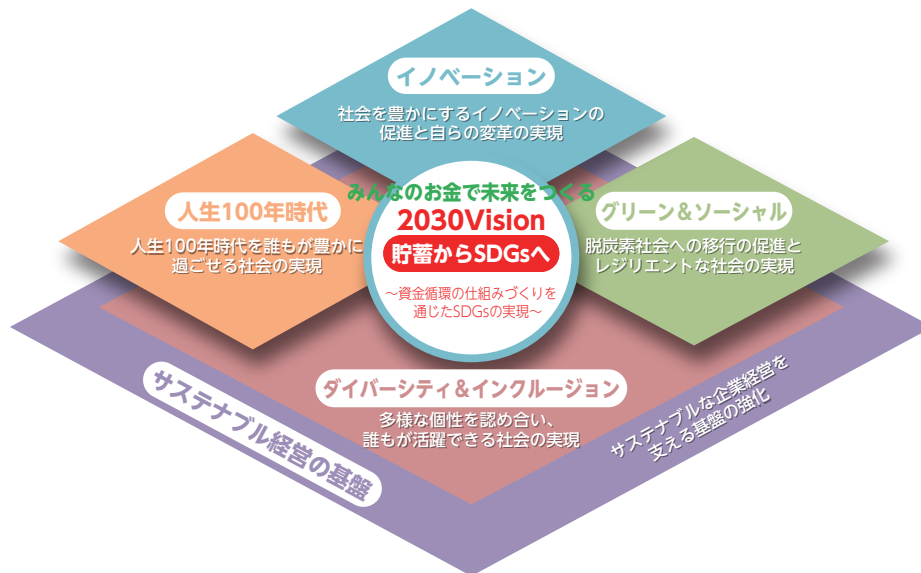 イノベーション
社会を豊かにするイノベーションの
促進と自らの変革の実現
人生100年時代
人生100年時代を誰もが豊かに
過ごせる社会の実現
みんなのお金で未来をつくる
2030Vision
貯蓄からSDGsへ
～資金循環の仕組みづくりを
通じたSDGsの実現～
グリーン＆ソーシャル
脱炭素社会への移行の促進と
レジリエントな社会の実現
ダイバーシティ＆インクルージョン
多様な個性を認め合い、
誰もが活躍できる社会の実現
サステナブル経営の基盤
サステナブルな企業経営を
支える基盤の強化